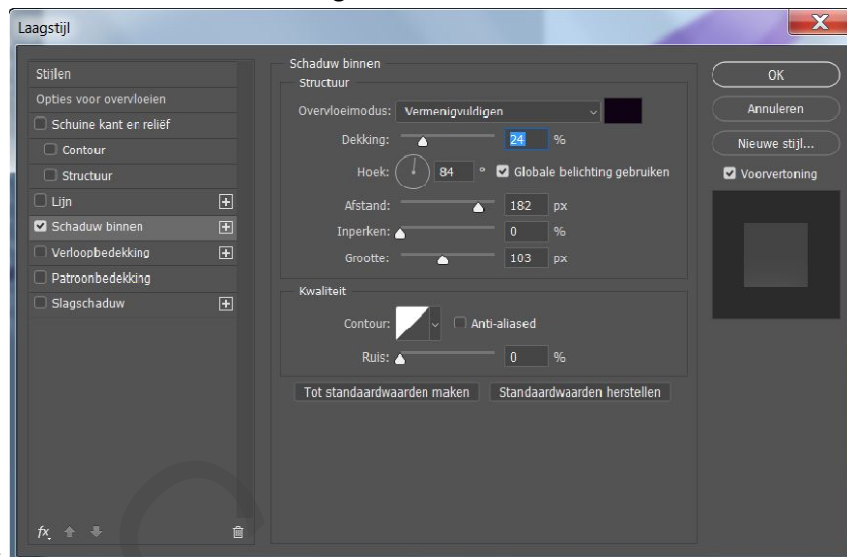 Laagstijl
Stijlen
Opties voor overvloeien
Schuine kant en reliëf
Contour
Structuur
Lijn
Schaduw binnen
Verloopbedekking
Patroonbedekking
Slagschaduw
fx
Schaduw binnen
Structuur
Overvloeimodus: Vermenigvuldigen
Dekking: 24 %
Hoek: 84 ° Globale belichting gebruiken
Afstand: 182 px
Inperken: 0 %
Grootte: 103 px
Kwaliteit
Contour: Anti-aliased
Ruis: 0 %
Tot standaardwaarden maken Standaardwaarden herstellen
OK
Annuleren
Nieuwe stijl...
Voorvertoning